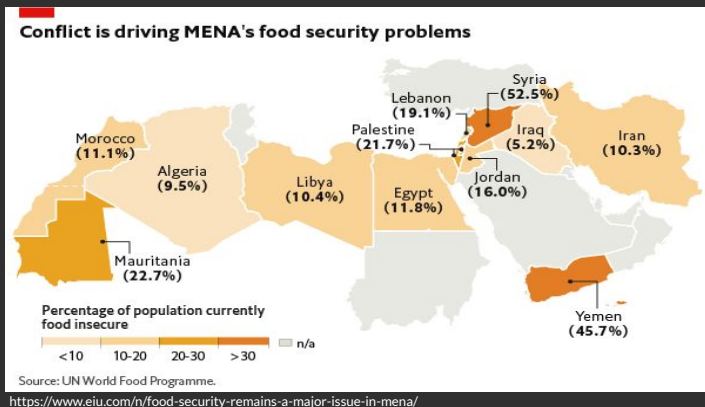 Conflict is driving MENA's food security problems
Syria
(52.5%)
Lebanon
(19.1%)
Palestine
(21.7%)
Iraq
(5.2%)
Iran
(10.3%)
Morocco
(11.1%)
Algeria
(9.5%)
Libya
(10.4%)
Egypt
(11.8%)
Jordan
(16.0%)
Mauritania
(22.7%)
Yemen
(45.7%)
Percentage of population currently
food insecure
<10 10-20 20-30 >30 n/a
Source: UN World Food Programme.
https://www.eiu.com/n/food-security-remains-a-major-issue-in-mena/